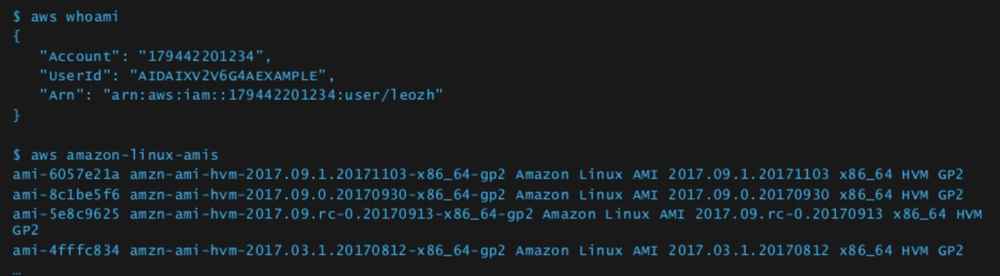 $ aws whoami
{
   "Account": "179442201234",
   "UserId": "AIDAIXV2V6G4AEXAMPLE",
   "Arn": "arn:aws:iam::179442201234:user/leozh"
}

$ aws amazon-linux-amis
ami-6057e21a amzn-ami-hvm-2017.09.1.20171103-x86_64-gp2 Amazon Linux AMI 2017.09.1.20171103 x86_64 HVM GP2
ami-8c1be5f6 amzn-ami-hvm-2017.09.0.20170930-x86_64-gp2 Amazon Linux AMI 2017.09.0.20170930 x86_64 HVM GP2
ami-5e8c9625 amzn-ami-hvm-2017.09.rc-0.20170913-x86_64-gp2 Amazon Linux AMI 2017.09.rc-0.20170913 x86_64 HVM
GP2
ami-4fffc834 amzn-ami-hvm-2017.03.1.20170812-x86_64-gp2 Amazon Linux AMI 2017.03.1.20170812 x86_64 HVM GP2
…